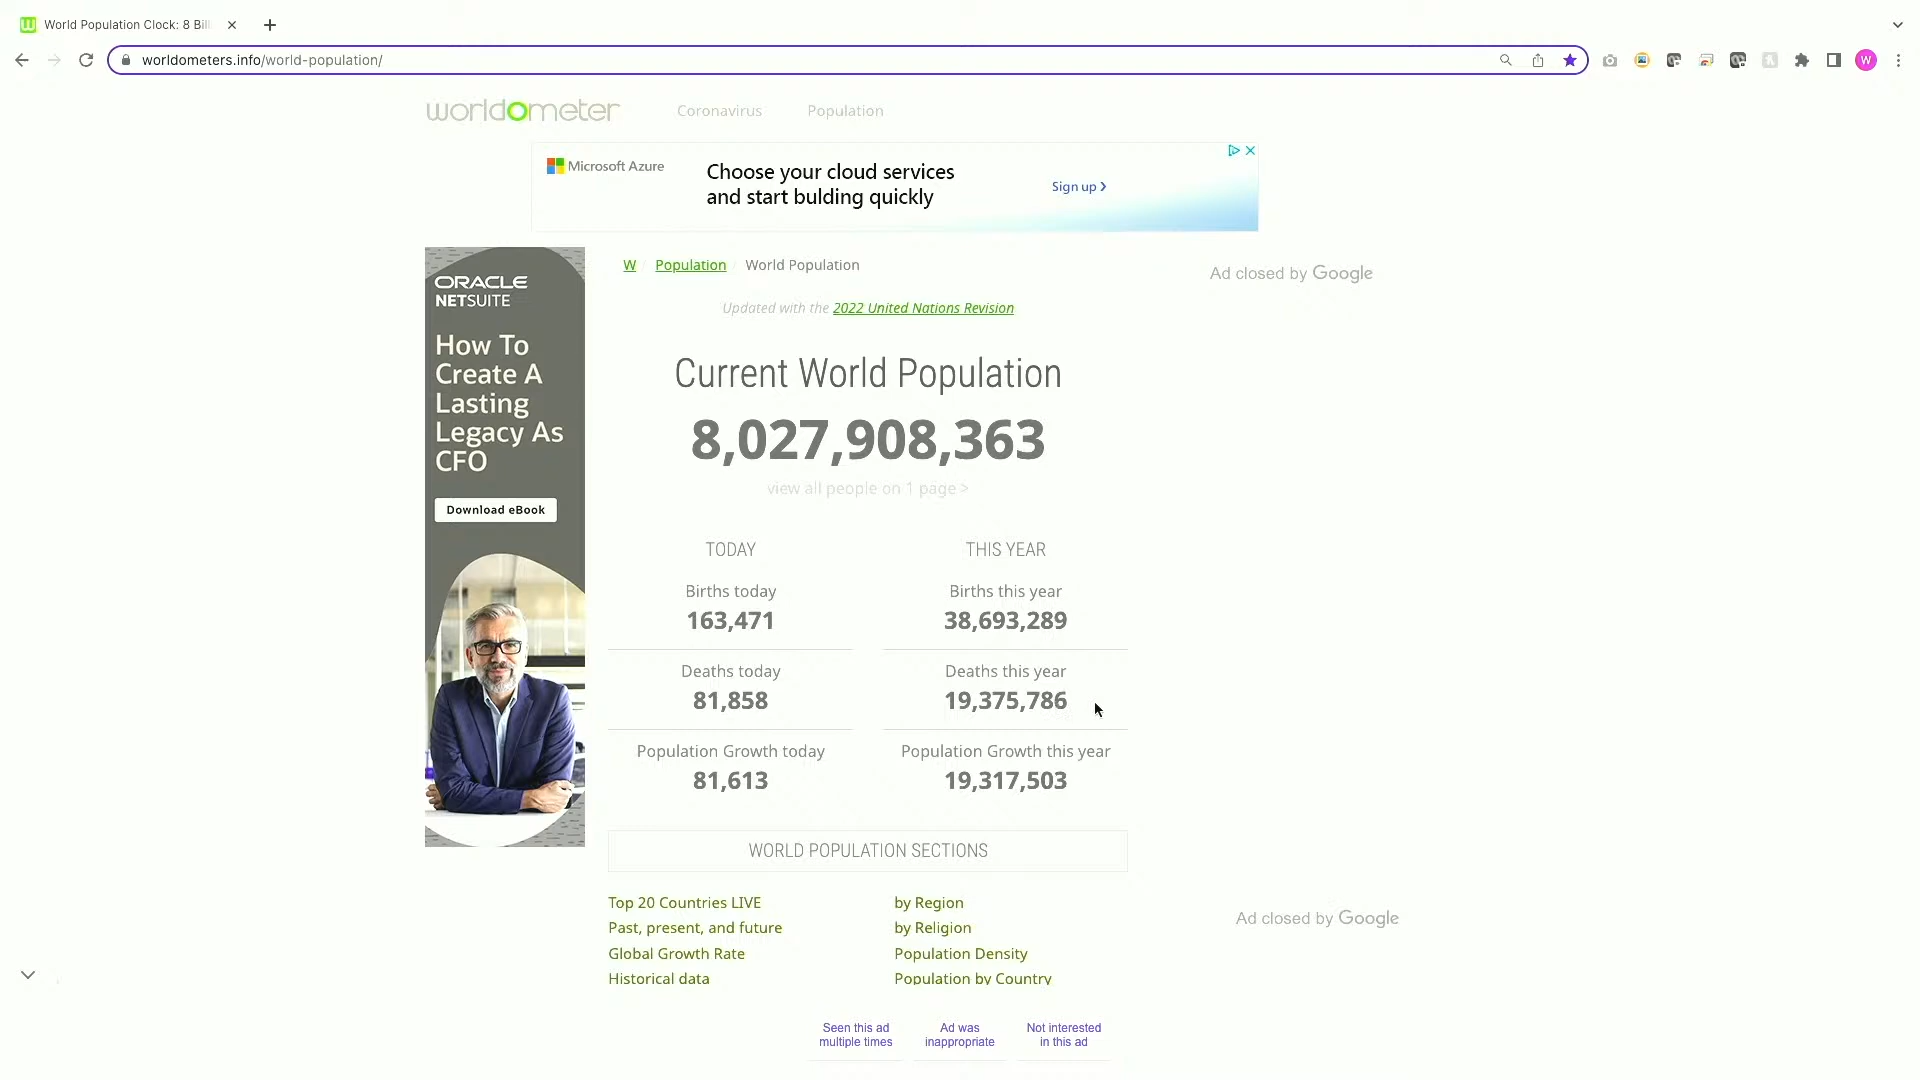 World Population Clock: 8 Bil
worldometers.info/world-population/
W
worldometer
Coronavirus
Population
Microsoft Azure
Choose your cloud services
and start bulding quickly
Sign up
W Population World Population
Ad closed by Google
Updated with the 2022 United Nations Revision
ORACLE
NETSUITE
How To
Create A
Lasting
Legacy As
CFO
Download eBook
Current World Population
8,027,908,363
view all people on 1 page >
TODAY
Births today
163,471
Deaths today
81,858
Population Growth today
81,613
THIS YEAR
Births this year
38,693,289
Deaths this year
19,375,786
Population Growth this year
19,317,503
WORLD POPULATION SECTIONS
Top 20 Countries LIVE
Past, present, and future
Global Growth Rate
Historical data
by Region
by Religion
Population Density
Population by Country
Ad closed by Google
Seen this ad
multiple times
Ad was
inappropriate
Not interested
in this ad